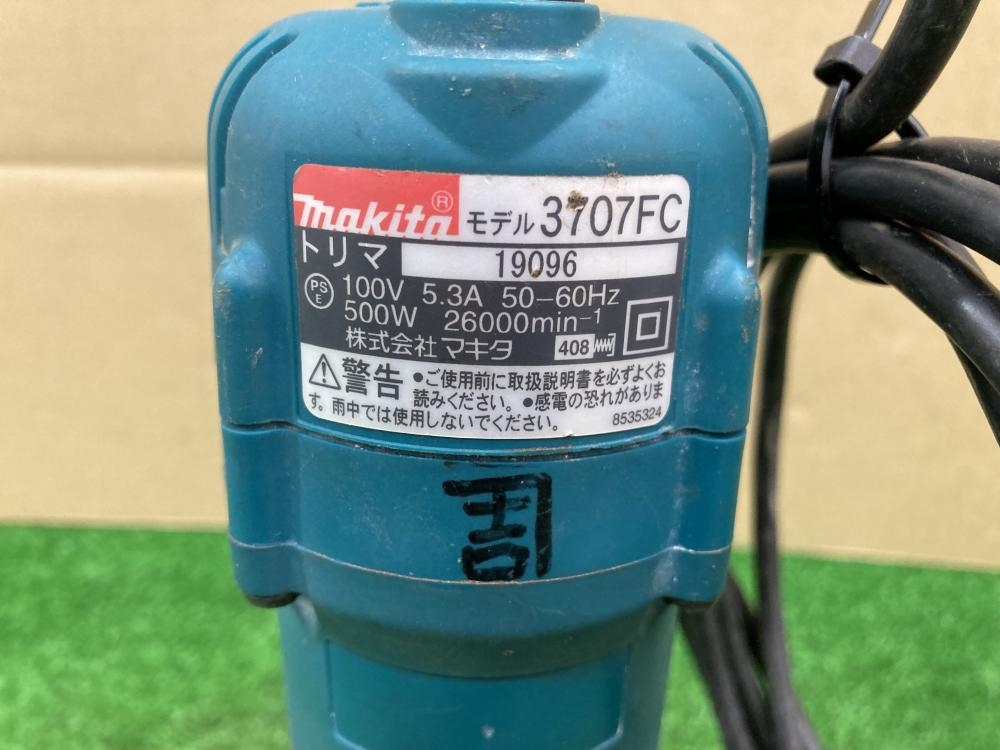 makita® モデル 3707FC
トリマ 19096
PS
E
100V 5.3A 50-60Hz
500W 26000min⁻¹
株式会社 マキタ 408
警告 ●ご使用前に取扱説明書を必ずよくお
読みください。●感電の恐れがありま
す。雨中では使用しないでください。 8535324